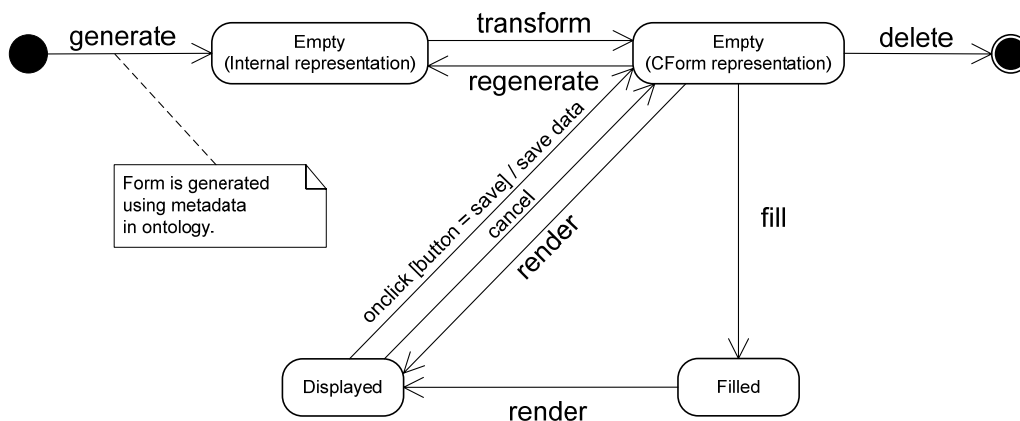 generate
Empty
(Internal representation)
transform
regenerate
Empty
(CForm representation)
delete
Form is generated
using metadata
in ontology.
onclick [button = save] / save data
cancel
render
fill
Displayed
render
Filled